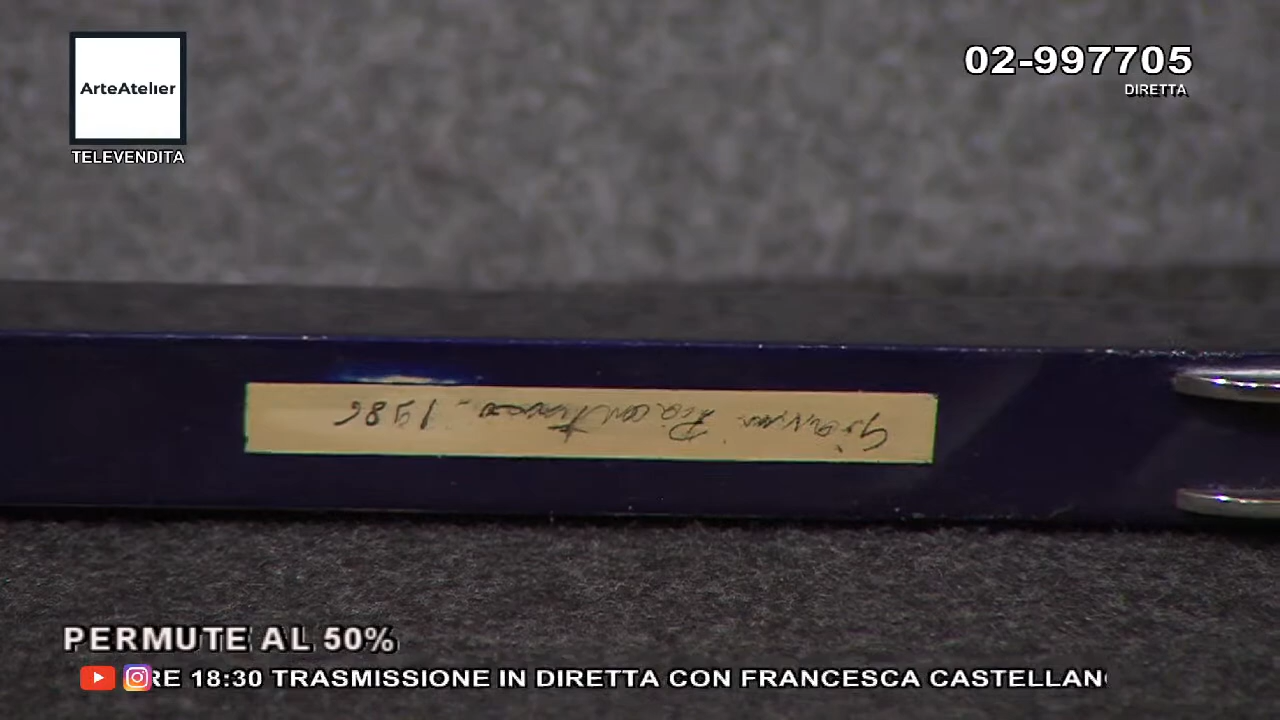 ArteAtelier
TELEVENDITA
02-997705
DIRETTA
1986
PERMUTE AL 50%
RE 18:30 TRASMISSIONE IN DIRETTA CON FRANCESCA CASTELLAN